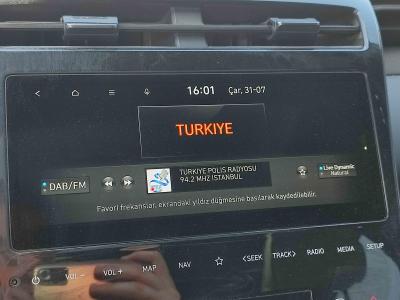 16:01 Çar, 31-07
TURKIYE
TURKIYE POLIS RADYOSU
94.2 MHZ ISTANBUL
DAB/FM
Live Dynamic
Natural
Favori frekanslar, ekrandaki yıldız düğmesine basılarak kaydedilebilir.
VOL − VOL + MAP NAV < SEEK TRACK > RADIO MEDIA SETUP